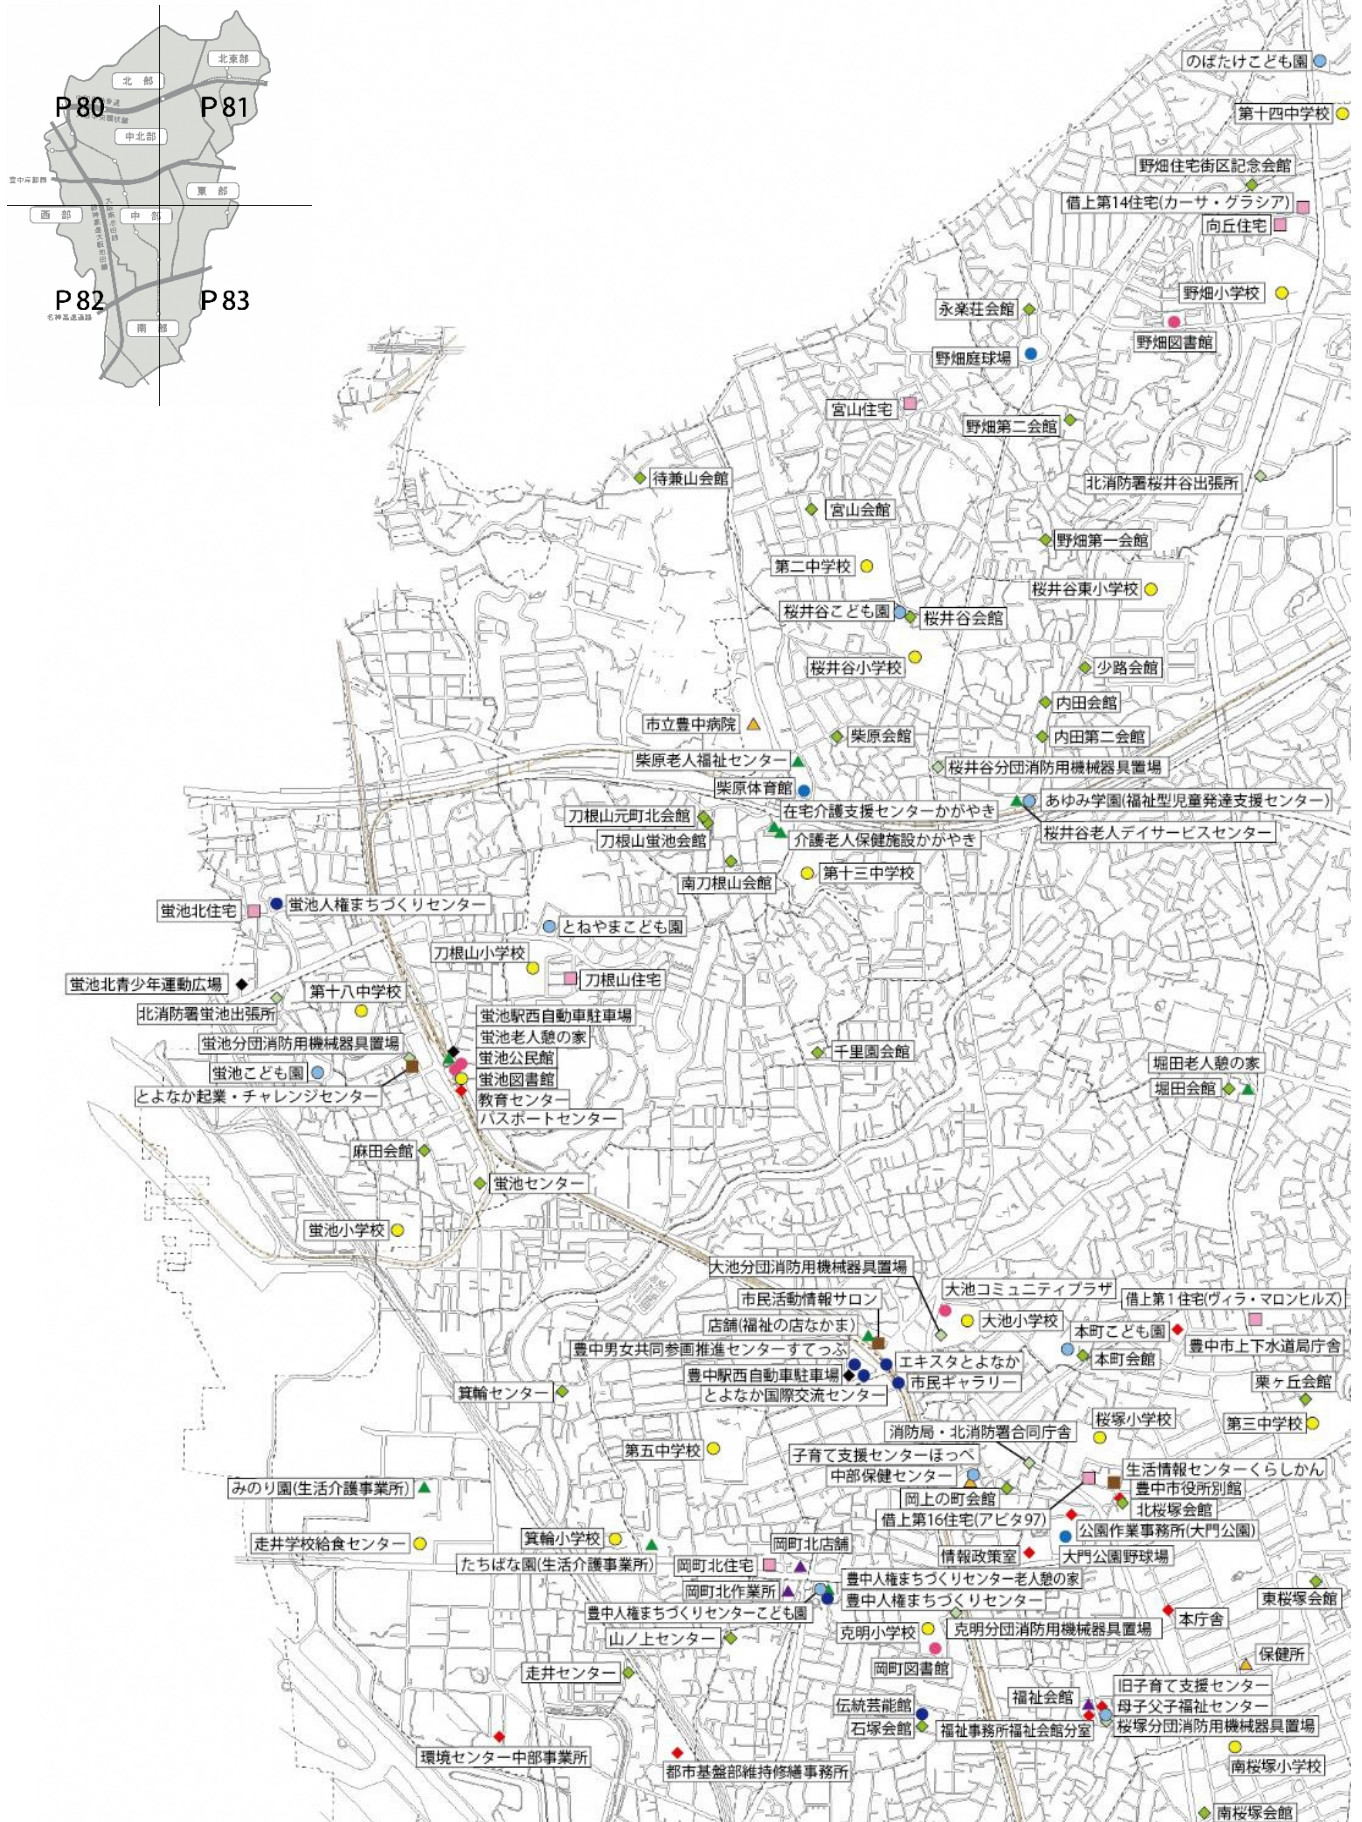 北東部
北 部
P80
P81
中北部
東 部
西 部
中 部
P82
P83
名神高速道路
南 部
のばたけこども園
第十四中学校
野畑住宅街区記念会館
借上第14住宅(カーサ・グラシア)
向丘住宅
野畑小学校
永楽荘会館
野畑図書館
野畑庭球場
宮山住宅
野畑第二会館
待兼山会館
北消防署桜井谷出張所
宮山会館
野畑第一会館
第二中学校
桜井谷東小学校
桜井谷こども園
桜井谷会館
桜井谷小学校
少路会館
内田会館
市立豊中病院
柴原会館
内田第二会館
柴原老人福祉センター
桜井谷分団消防用機械器具置場
柴原体育館
在宅介護支援センターかがやき
あゆみ学園(福祉型児童発達支援センター)
刀根山元町北会館
桜井谷老人デイサービスセンター
刀根山蛍池会館
介護老人保健施設かがやき
南刀根山会館
第十三中学校
蛍池北住宅
蛍池人権まちづくりセンター
とねやまこども園
刀根山小学校
刀根山住宅
蛍池北青少年運動広場
第十八中学校
北消防署蛍池出張所
蛍池駅西自動車駐車場
蛍池老人憩の家
蛍池分団消防用機械器具置場
蛍池公民館
千里園会館
堀田老人憩の家
蛍池こども園
蛍池図書館
堀田会館
とよなか起業・チャレンジセンター
教育センター
パスポートセンター
麻田会館
蛍池センター
蛍池小学校
大池分団消防用機械器具置場
大池コミュニティプラザ
市民活動情報サロン
借上第1住宅(ヴィラ・マロンヒルズ)
店舗(福祉の店なかま)
大池小学校
本町こども園
豊中男女共同参画推進センターすてっぷ
豊中市上下水道局庁舎
エキスタとよなか
本町会館
豊中駅西自動車駐車場
市民ギャラリー
とよなか国際交流センター
栗ヶ丘会館
箕輪センター
桜塚小学校
第三中学校
消防局・北消防署合同庁舎
第五中学校
子育て支援センターほっぺ
中部保健センター
生活情報センターくらしかん
みのり園(生活介護事業所)
豊中市役所別館
岡上の町会館
北桜塚会館
借上第16住宅(アビタ97)
公園作業事務所(大門公園)
走井学校給食センター
箕輪小学校
岡町北店舗
情報政策室
大門公園野球場
たちばな園(生活介護事業所)
岡町北住宅
豊中人権まちづくりセンター老人憩の家
岡町北作業所
豊中人権まちづくりセンター
東桜塚会館
豊中人権まちづくりセンターこども園
本庁舎
克明小学校
克明分団消防用機械器具置場
山ノ上センター
保健所
走井センター
岡町図書館
旧子育て支援センター
福祉会館
母子父子福祉センター
伝統芸能館
石塚会館
福祉事務所福祉会館分室
桜塚分団消防用機械器具置場
環境センター中部事業所
都市基盤部維持修繕事務所
南桜塚小学校
南桜塚会館